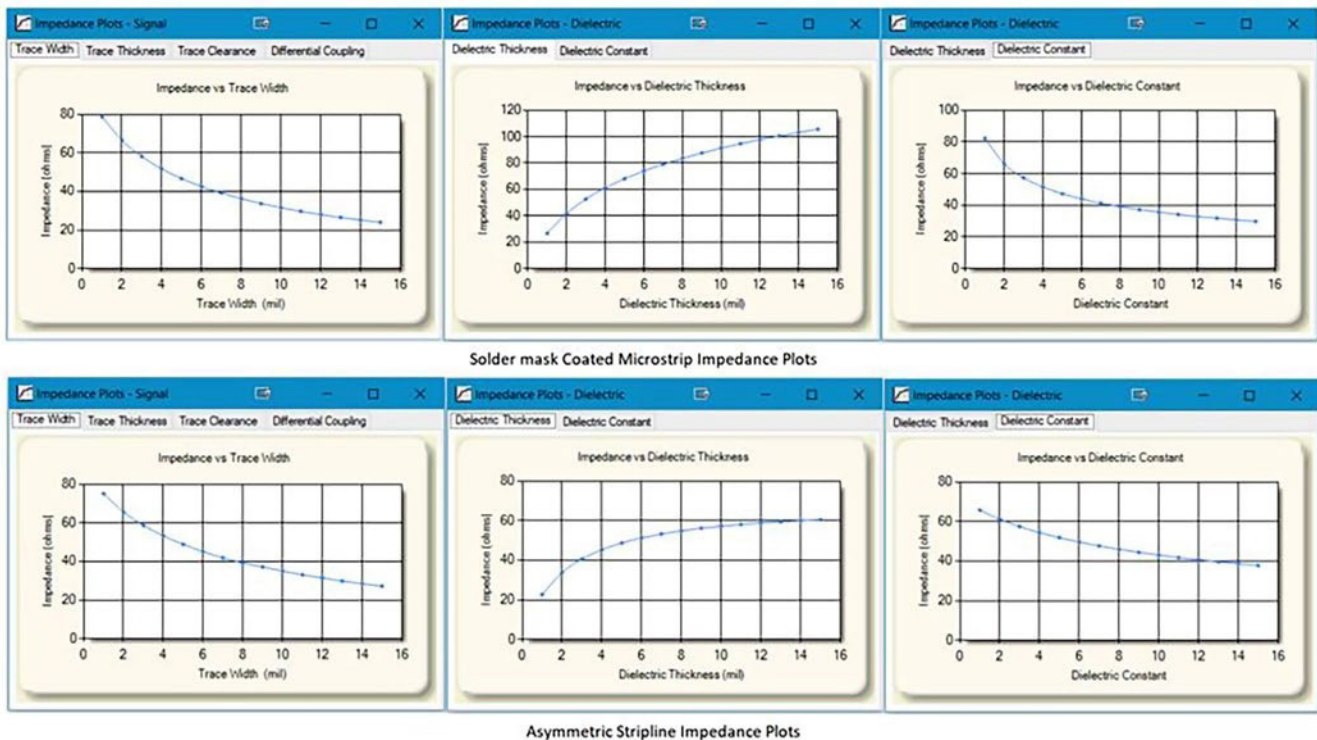 Impedance Plots - Signal
Trace Width Trace Thickness Trace Clearance Differential Coupling
Impedance vs Trace Width
Impedance (ohms)
80
60
40
20
0
0 2 4 6 8 10 12 14 16
Trace Width (mil)
Impedance Plots - Dielectric
Dielectric Thickness Dielectric Constant
Impedance vs Dielectric Thickness
Impedance (ohms)
120
100
80
60
40
20
0
0 2 4 6 8 10 12 14 16
Dielectric Thickness (mil)
Impedance Plots - Dielectric
Dielectric Thickness Dielectric Constant
Impedance vs Dielectric Constant
Impedance (ohms)
100
80
60
40
20
0
0 2 4 6 8 10 12 14 16
Dielectric Constant
Solder mask Coated Microstrip Impedance Plots
Impedance Plots - Signal
Trace Width Trace Thickness Trace Clearance Differential Coupling
Impedance vs Trace Width
Impedance (ohms)
80
60
40
20
0
0 2 4 6 8 10 12 14 16
Trace Width (mil)
Impedance Plots - Dielectric
Dielectric Thickness Dielectric Constant
Impedance vs Dielectric Thickness
Impedance (ohms)
80
60
40
20
0
0 2 4 6 8 10 12 14 16
Dielectric Thickness (mil)
Impedance Plots - Dielectric
Dielectric Thickness Dielectric Constant
Impedance vs Dielectric Constant
Impedance (ohms)
80
60
40
20
0
0 2 4 6 8 10 12 14 16
Dielectric Constant
Asymmetric Stripline Impedance Plots